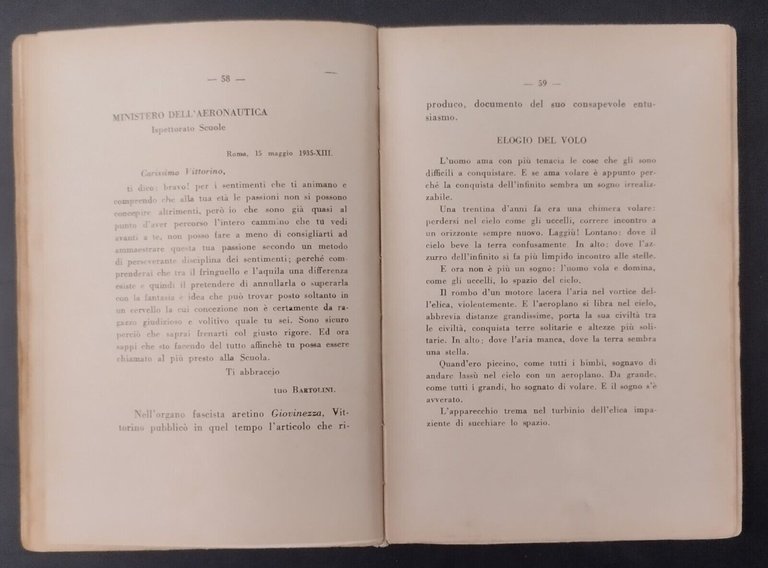 — 58 —
MINISTERO DELL'AERONAUTICA
Ispettorato Scuole
Roma, 15 maggio 1935-XIII.
Carissimo Vittorino,
ti dico: bravo! per i sentimenti che ti animano e
comprendo che alla tua età le passioni non si possono
concepire altrimenti, però io che sono già quasi al
punto d'aver percorso l'intero cammino che tu vedi
avanti a te, non posso fare a meno di consigliarti ad
ammaestrare questa tua passione secondo un metodo
di perseverante disciplina dei sentimenti; perché com-
prenderai che tra il fringuello e l'aquila una differenza
esiste e quindi il pretendere di annullarla o superarla
con la fantasia è idea che può trovar posto soltanto in
un cervello la cui concezione non è certamente da ra-
gazzo giudizioso e volitivo quale tu sei. Sono sicuro
perciò che saprai frenarti col giusto rigore. Ed ora
sappi che sto facendo del tutto affinchè tu possa essere
chiamato al più presto alla Scuola.
Ti abbraccio
tuo BARTOLINI.
Nell'organo fascista aretino Giovinezza, Vit-
torino pubblicò in quel tempo l'articolo che ri-
— 59 —
produco, documento del suo consapevole entu-
siasmo.
ELOGIO DEL VOLO
L'uomo ama con più tenacia le cose che gli sono
difficili a conquistare. E se ama volare è appunto per-
ché la conquista dell'infinito sembra un sogno irrealiz-
zabile.
Una trentina d'anni fa era una chimera volare:
perdersi nel cielo come gli uccelli, correre incontro a
un orizzonte sempre nuovo. Laggiù! Lontano: dove il
cielo beve la terra confusamente. In alto: dove l'az-
zurro dell'infinito si fa più limpido incontro alle stelle.
E ora non è più un sogno: l'uomo vola e domina,
come gli uccelli, lo spazio del cielo.
Il rombo d'un motore lacera l'aria nel vortice del-
l'elica, violentemente. E l'aeroplano si libra nel cielo,
abbrevia distanze grandissime, porta la sua civiltà tra
le civiltà, conquista terre solitarie e altezze più soli-
tarie. In alto: dove l'aria manca, dove la terra sembra
una stella.
Quand'ero piccino, come tutti i bimbi, sognavo di
andare lassù nel cielo con un aeroplano. Da grande,
come tutti i grandi, ho sognato di volare. E il sogno s'è
avverato.
L'apparecchio trema nel turbinio dell'elica impa-
ziente di succhiare lo spazio.